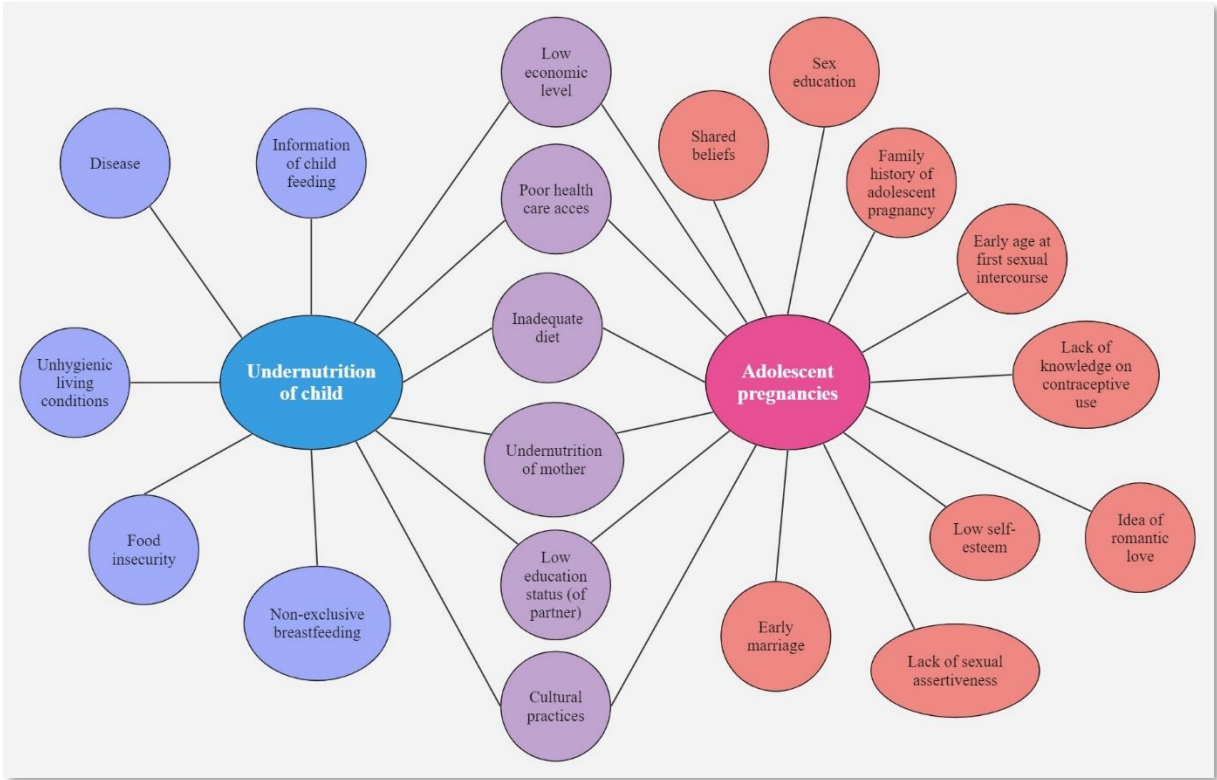 Low
economic
level
Sex
education
Shared
beliefs
Disease
Information
of child
feeding
Poor health
care acces
Family
history of
adolescent
pragnancy
Early age at
first sexual
intercourse
Inadequate
diet
Unhygienic
living
conditions
Undernutrition
of child
Adolescent
pregnancies
Lack of
knowledge on
contraceptive
use
Undernutrition
of mother
Food
insecurity
Low self-
esteem
Idea of
romantic
love
Low
education
status (of
partner)
Non-exclusive
breastfeeding
Early
marriage
Lack of sexual
assertiveness
Cultural
practices